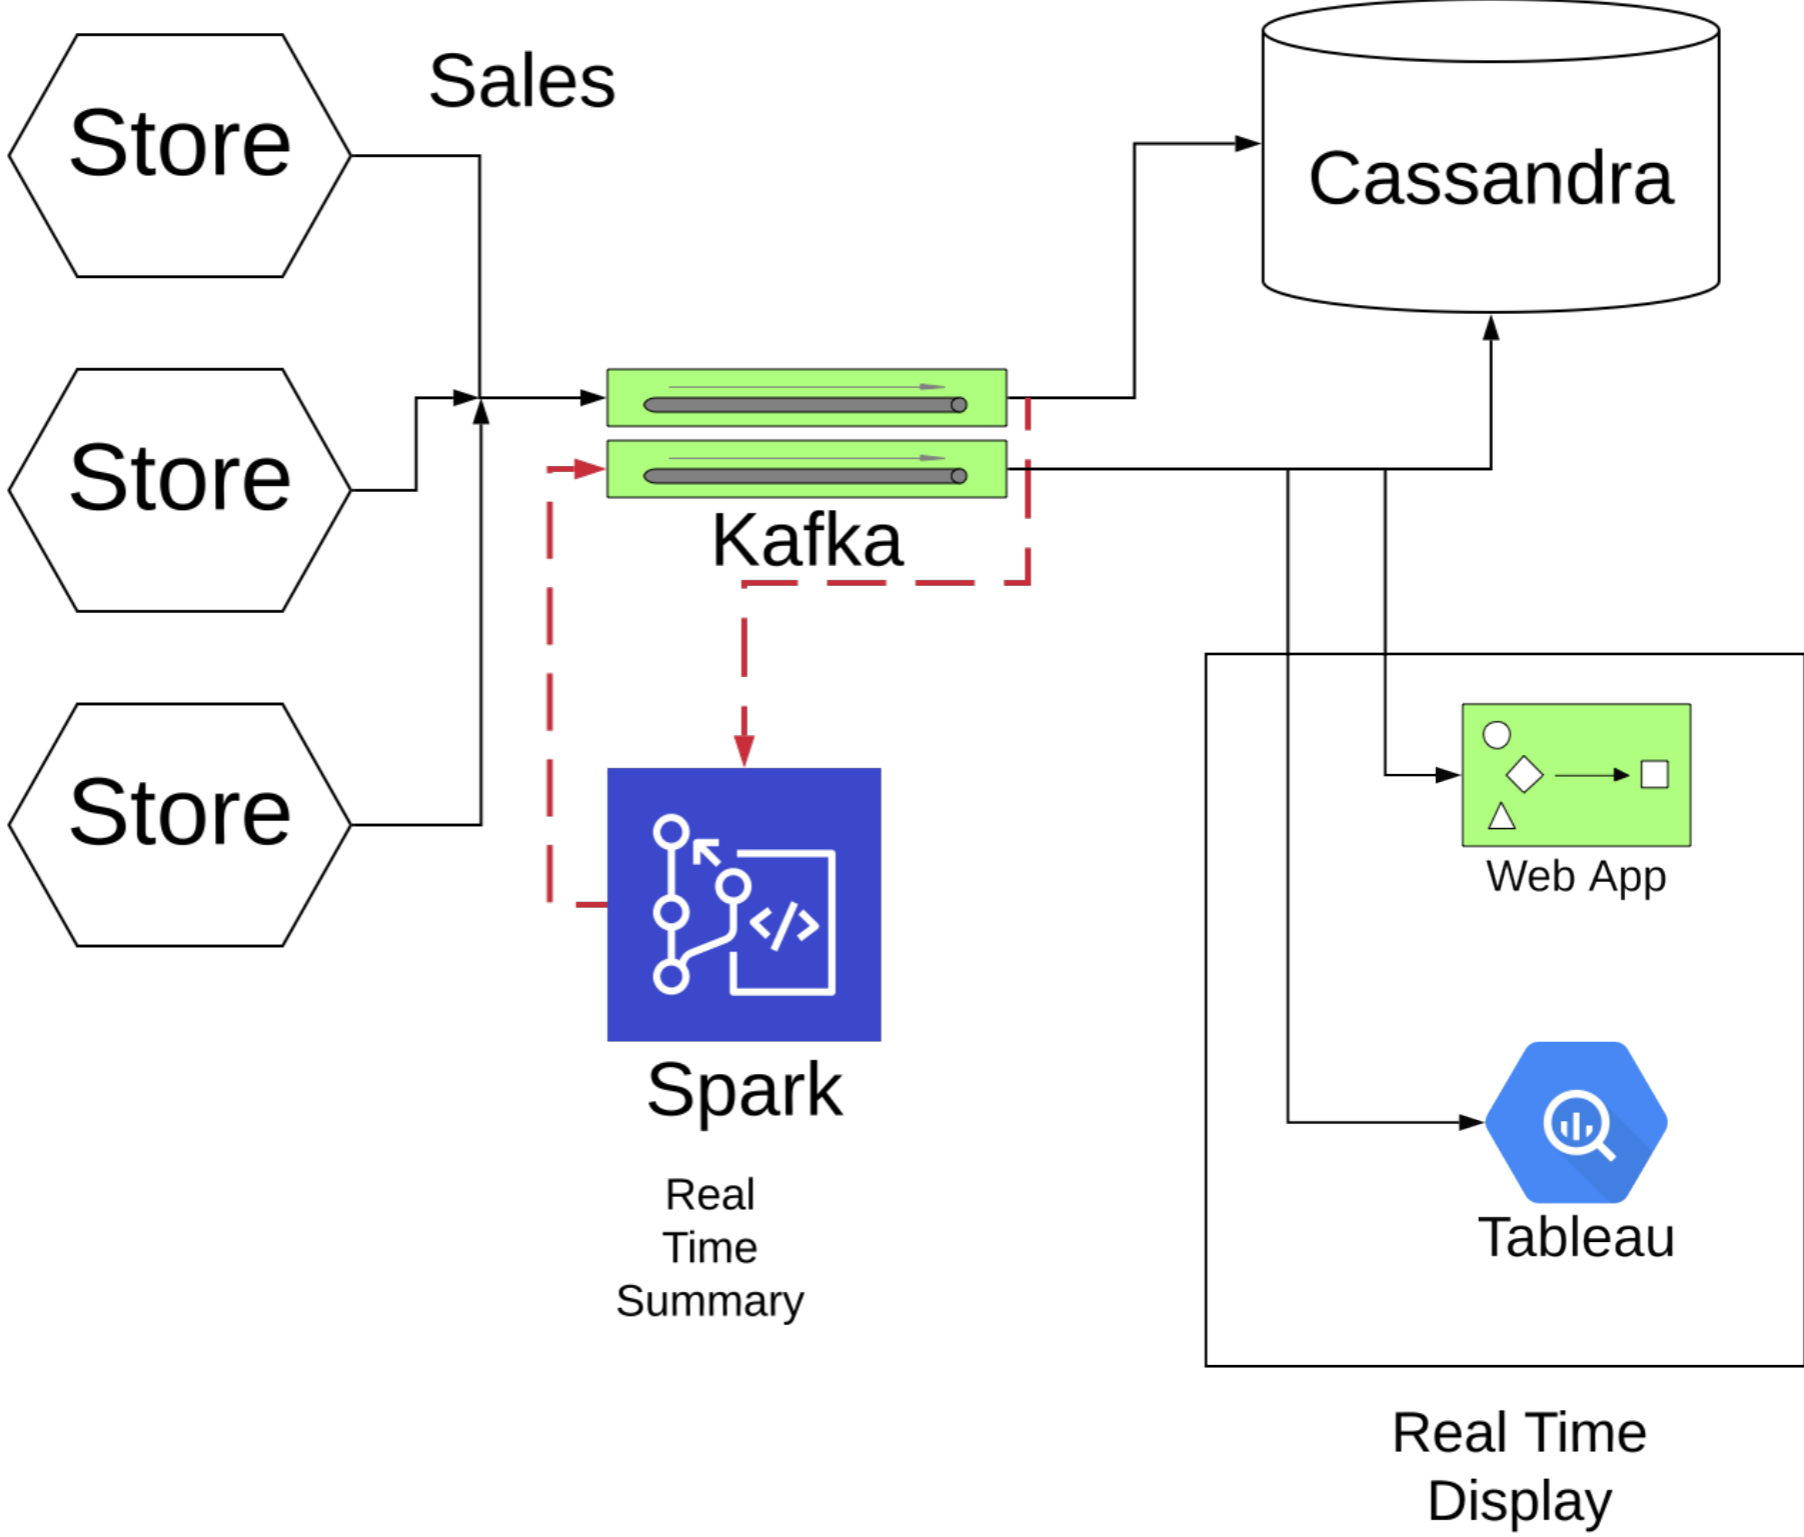 Store
Sales
Cassandra
Store
Kafka
Store
</>
Web App
Spark
Tableau
Real
Time
Summary
Real Time
Display